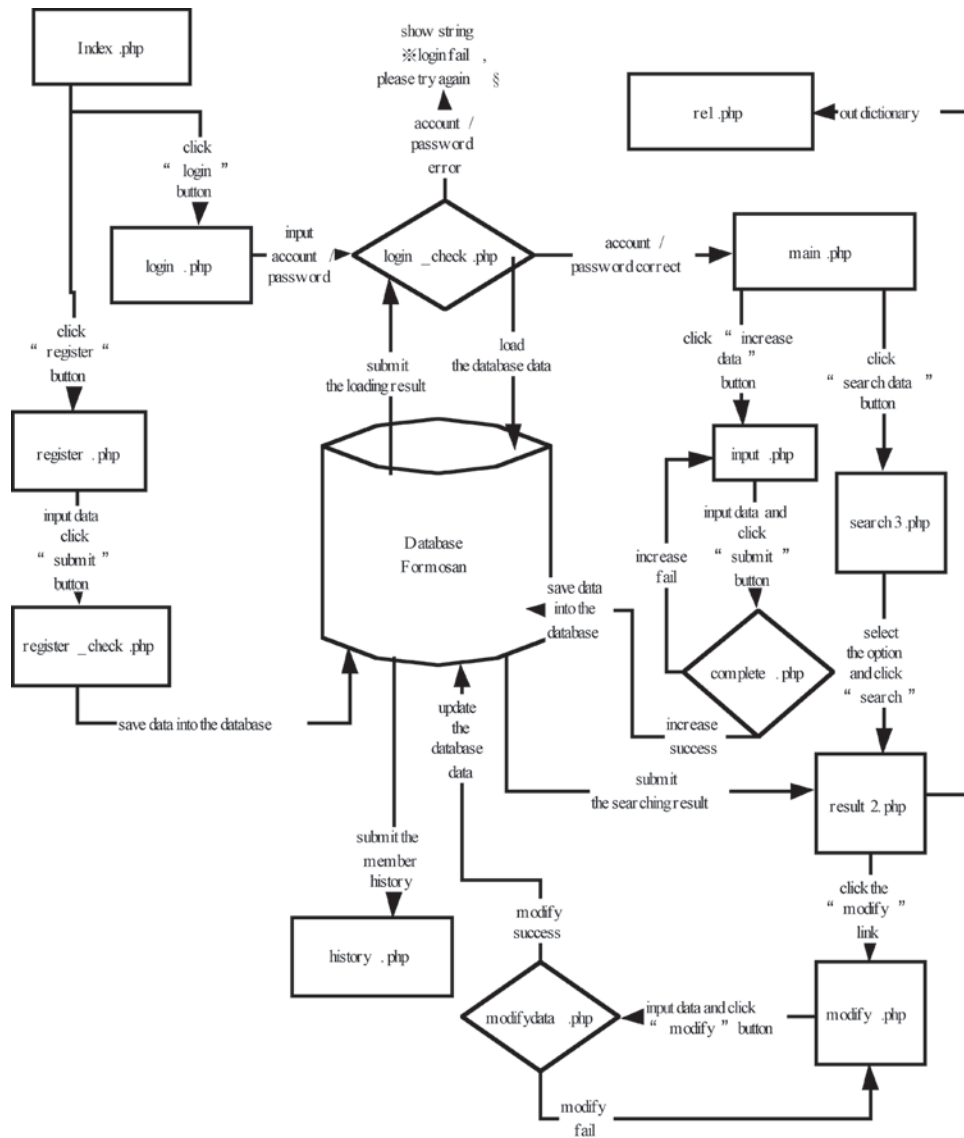 Index .php
show string
※login fail ,
please try again §
re1 .php
out dictionary
account /
password
error
click
“ login ”
button
login .php
input
account /
password
login _check .php
account /
password correct
main .php
click
“ register “
button
submit
the loading result
load
the database data
click “ increase
data ”
button
click
“ search data ”
button
register .php
input .php
search 3 .php
input data
click
“ submit ”
button
Database
Formosan
increase
fail
input data and
click
“ submit ”
button
save data
into the
database
register _ check .php
complete .php
select
the option
and click
“ search ”
save data into the database
update
the
database
data
increase
success
submit
the searching result
result 2. php
submit the
member
history
click the
“ modify ”
link
modify
success
history .php
modifydata .php
input data and click
“ modify ” button
modify .php
modify
fail